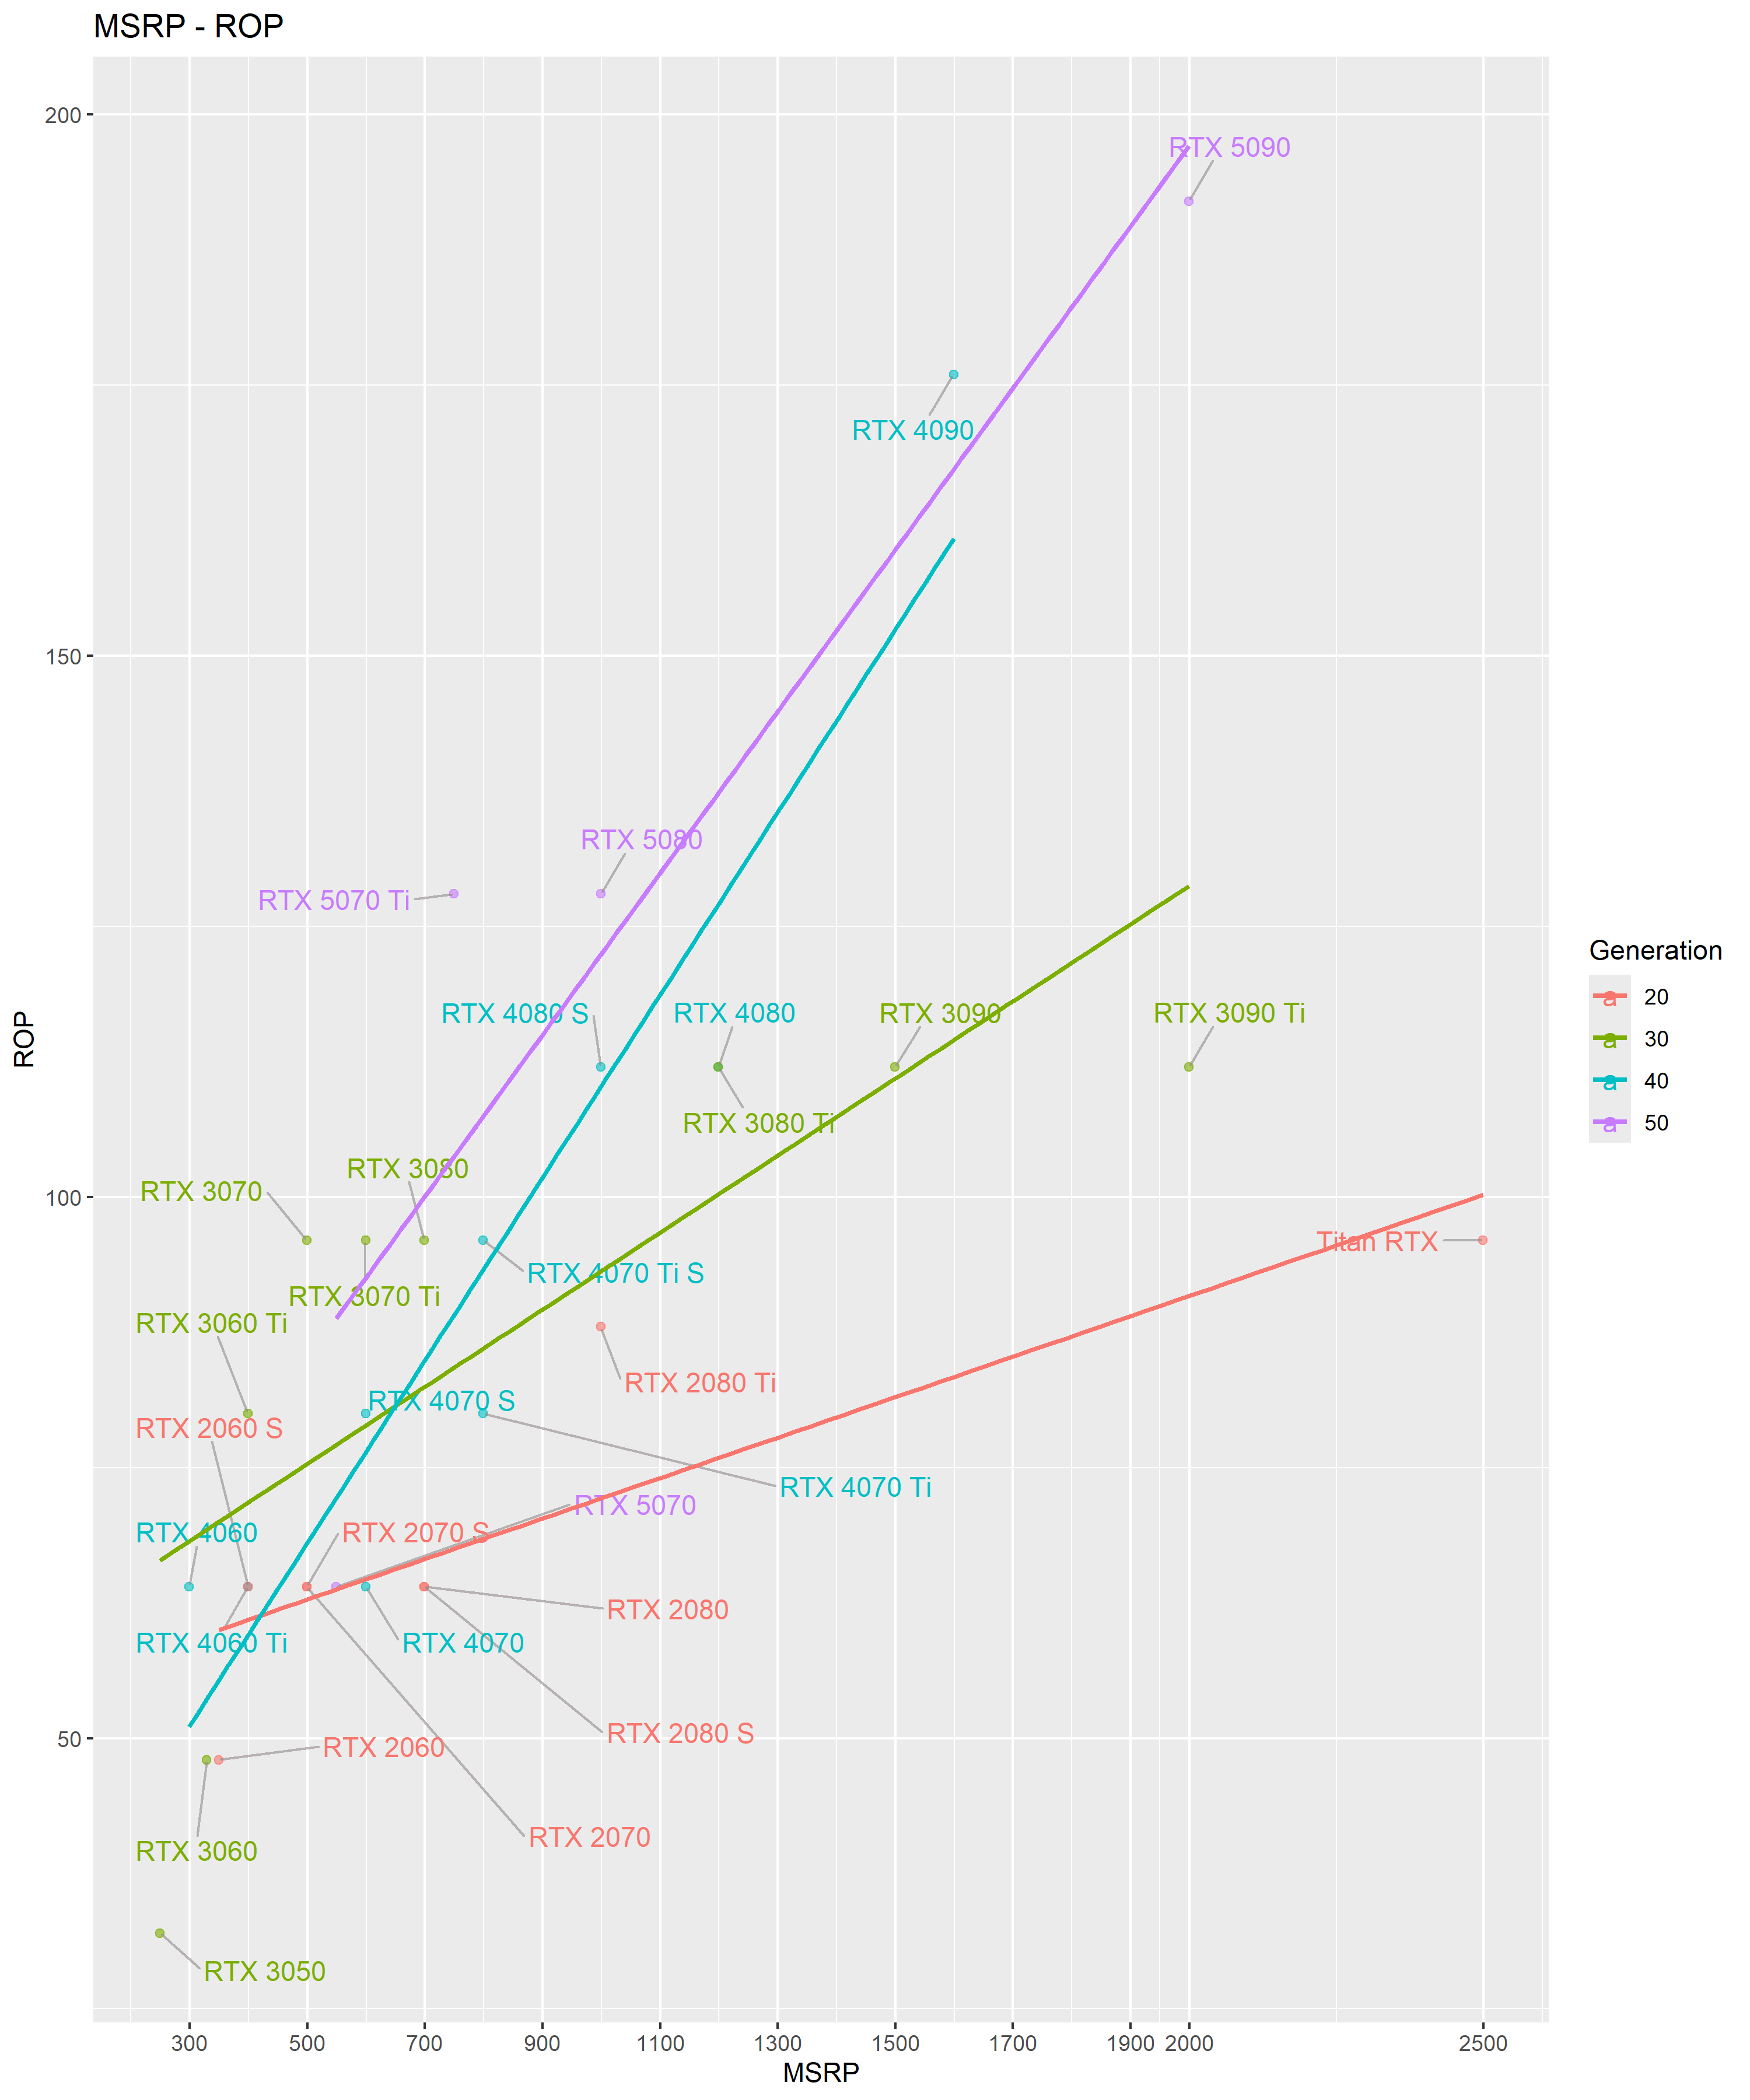 MSRP - ROP
200
RTX 5090
RTX 4090
150
RTX 5080
RTX 5070 Ti
RTX 4080 S
RTX 4080
RTX 3090
RTX 3090 Ti
ROP
RTX 3080 Ti
RTX 3080
RTX 3070
100
Titan RTX
RTX 4070 Ti S
RTX 3070 Ti
RTX 3060 Ti
RTX 2080 Ti
RTX 4070 S
RTX 2060 S
RTX 4070 Ti
RTX 5070
RTX 4060
RTX 2070 S
RTX 2080
RTX 4060 Ti
RTX 4070
RTX 2080 S
50
RTX 2060
RTX 2070
RTX 3060
RTX 3050
300 500 700 900 1100 1300 1500 1700 1900 2000 2500
MSRP
Generation
a 20
a 30
a 40
a 50